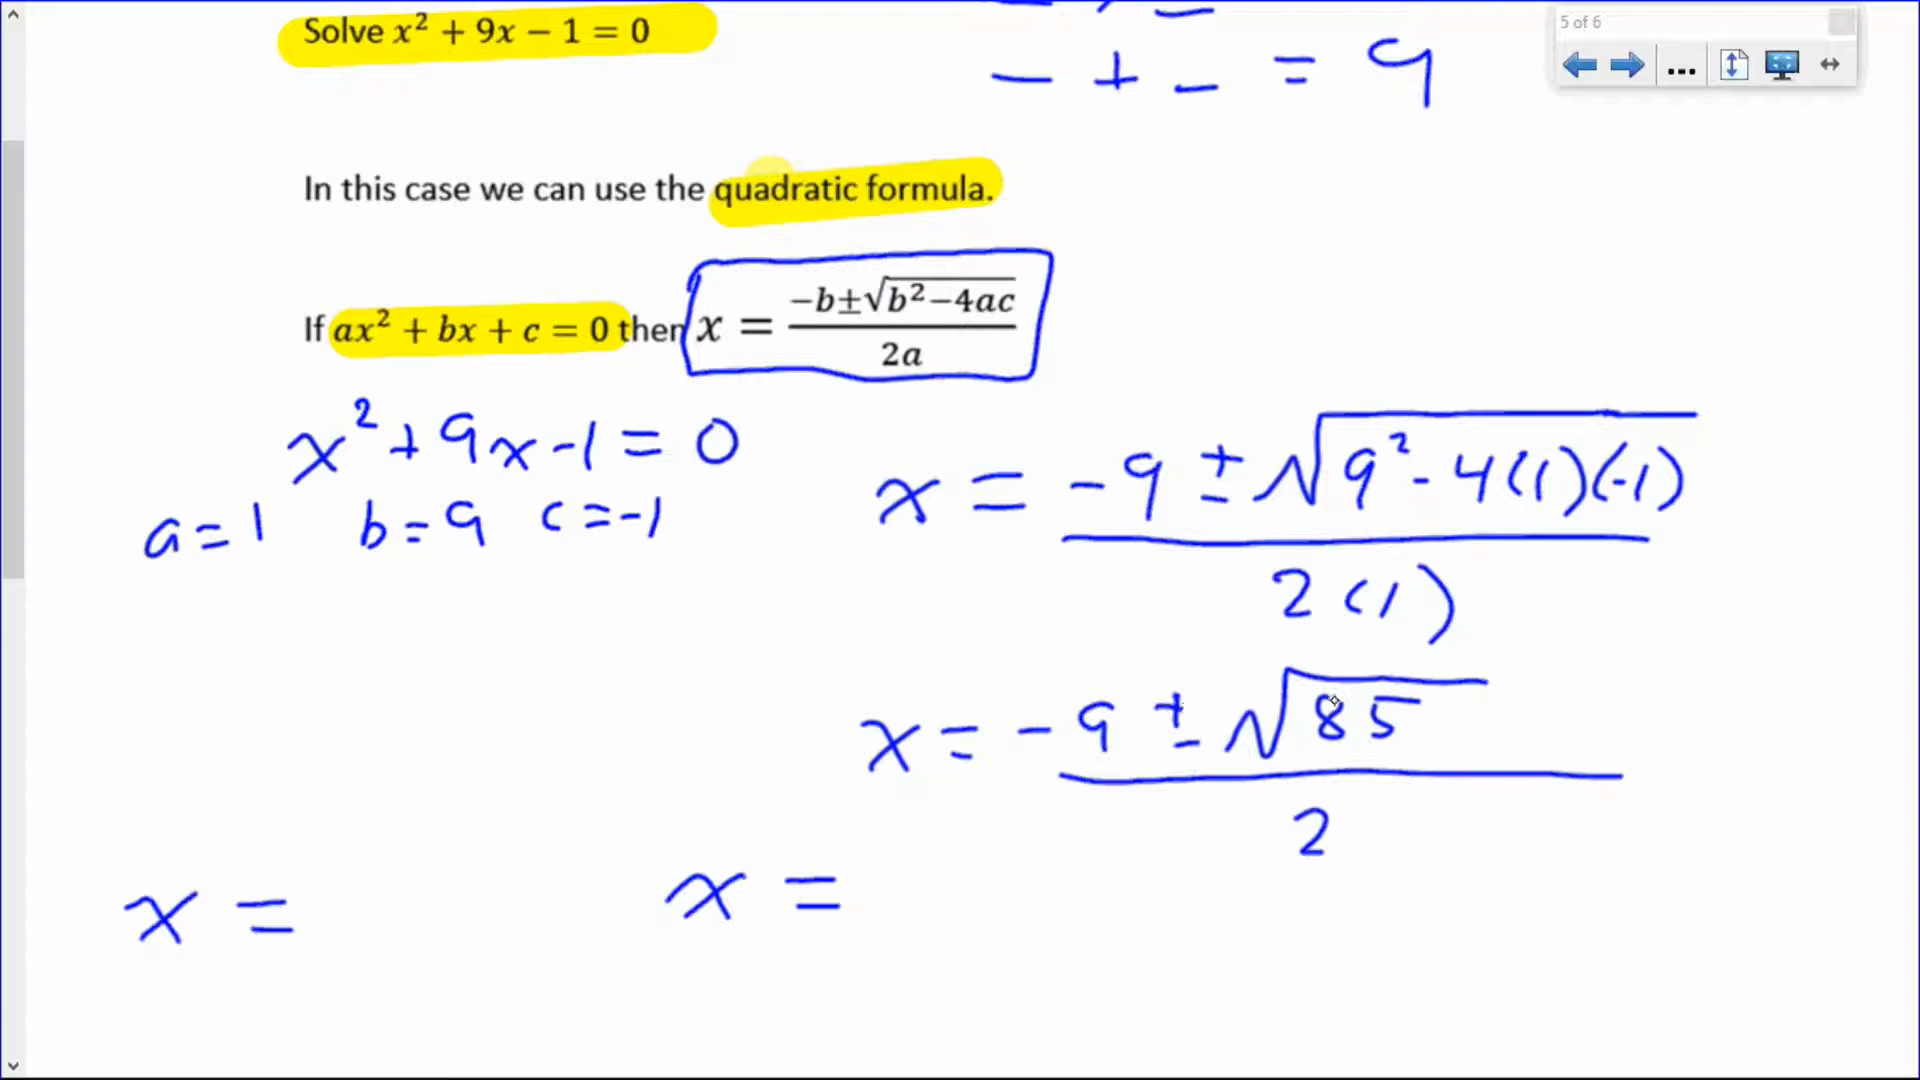 Solve x² + 9x − 1 = 0
_ + _ = 9
5 of 6
In this case we can use the quadratic formula.
If ax² + bx + c = 0 then x = (−b±√(b²−4ac))/(2a)
x² + 9x - 1 = 0
a = 1 b = 9 c = -1
x = (-9 ± √(9² - 4(1)(-1)))/(2(1))
x = (-9 ± √85)/2
x =
x =